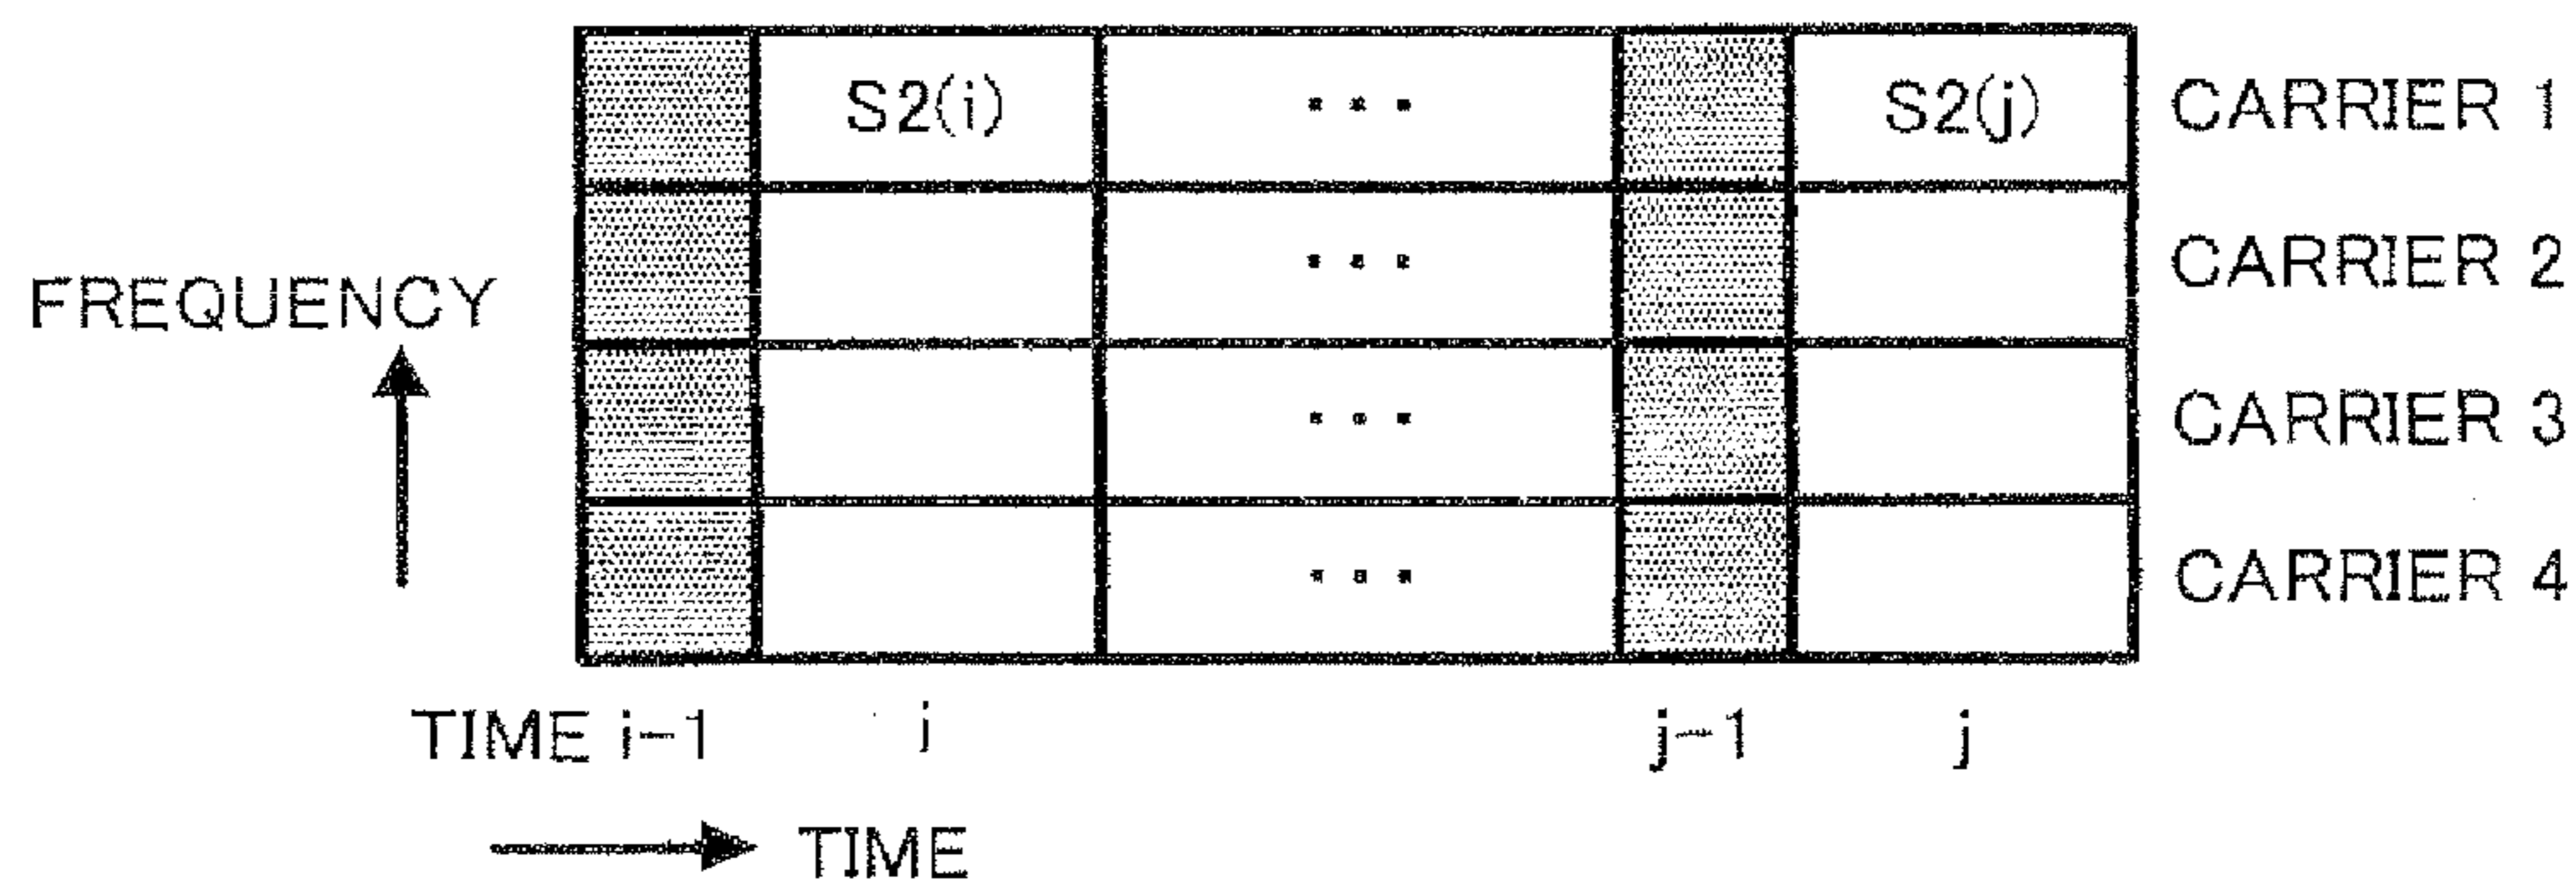 S2(i) ▪ ▪ ▪ S2(j) CARRIER 1
▪ ▪ ▪ CARRIER 2
FREQUENCY
▪ ▪ ▪ CARRIER 3
▪ ▪ ▪ CARRIER 4
TIME i-1 i j-1 j
TIME